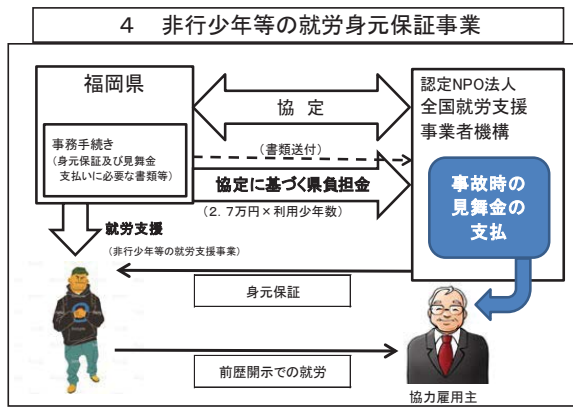 4 非行少年等の就労身元保証事業
福岡県
事務手続き
(身元保証及び見舞金
支払いに必要な書類等)
協 定
(書類送付)
協定に基づく県負担金
(2.7万円×利用少年数)
認定NPO法人
全国就労支援
事業者機構
事故時の
見舞金の
支払
就労支援
(非行少年等の就労支援事業)
身元保証
前歴開示での就労
協力雇用主